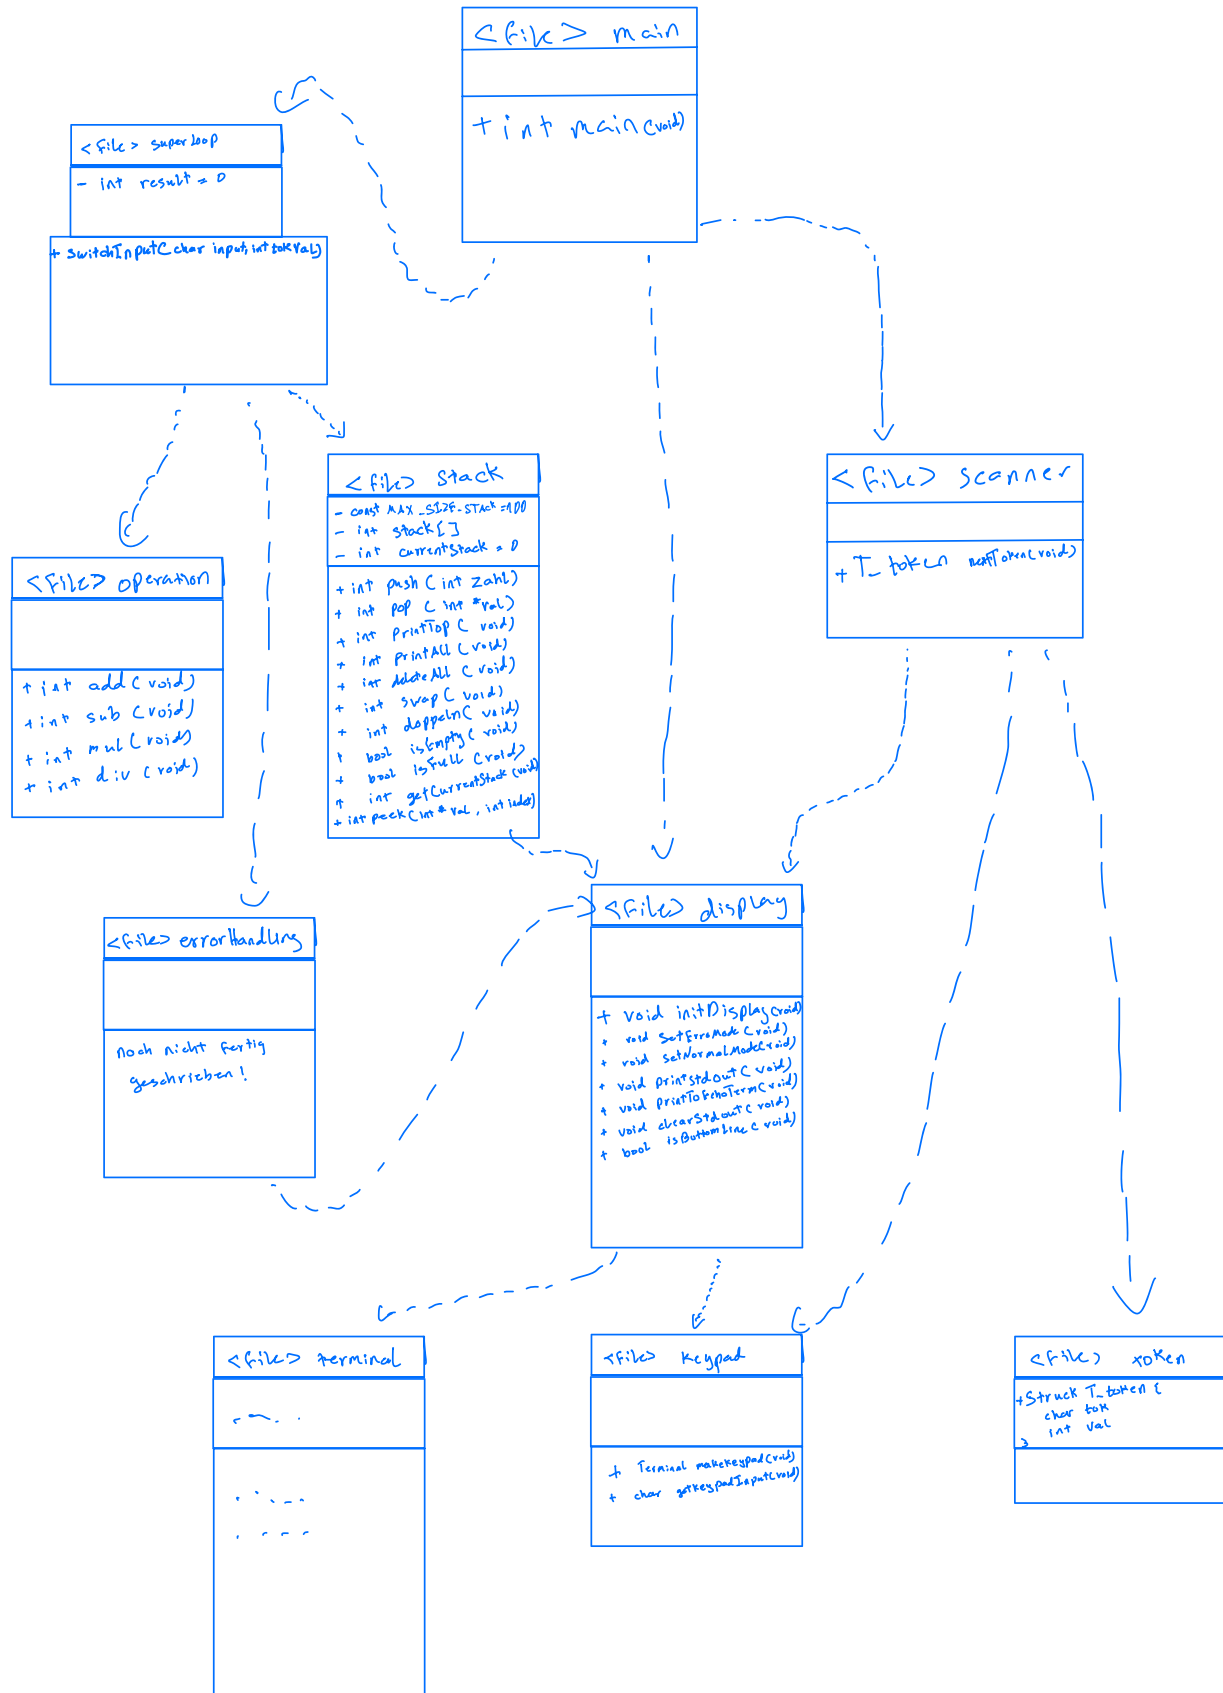 <file> main
+ int main(void)
<file> superloop
- int result = 0
+ switchInput(char input, int tokVal)
<file> stack
- const MAX_SIZE_STACK =100
- int stack[]
- int currentStack = 0
+ int push (int zahl)
+ int pop (int *val)
+ int printTop (void)
+ int printAll (void)
+ int deleteAll (void)
+ int swap (void)
+ int doppeln (void)
+ bool isEmpty (void)
+ bool isFull (void)
+ int getCurrentStack (void)
+ int peek (int * val, int index)
<file> scanner
+ T_token nextToken(void)
<file> operation
+ int add (void)
+ int sub (void)
+ int mul (void)
+ int div (void)
<file> errorHandling
noch nicht fertig
geschrieben!
<file> display
+ void initDisplay(void)
+ void setErroMode (void)
+ void setNormalMode(void)
+ void printStdout (void)
+ void printToEchoTerm(void)
+ void clearStdout (void)
+ bool isBottomLine (void)
<file> terminal
<file> keypad
+ Terminal makeKeypad(void)
+ char getkeypadInput(void)
<file> token
+ Struct T_token {
char tok
int val
}